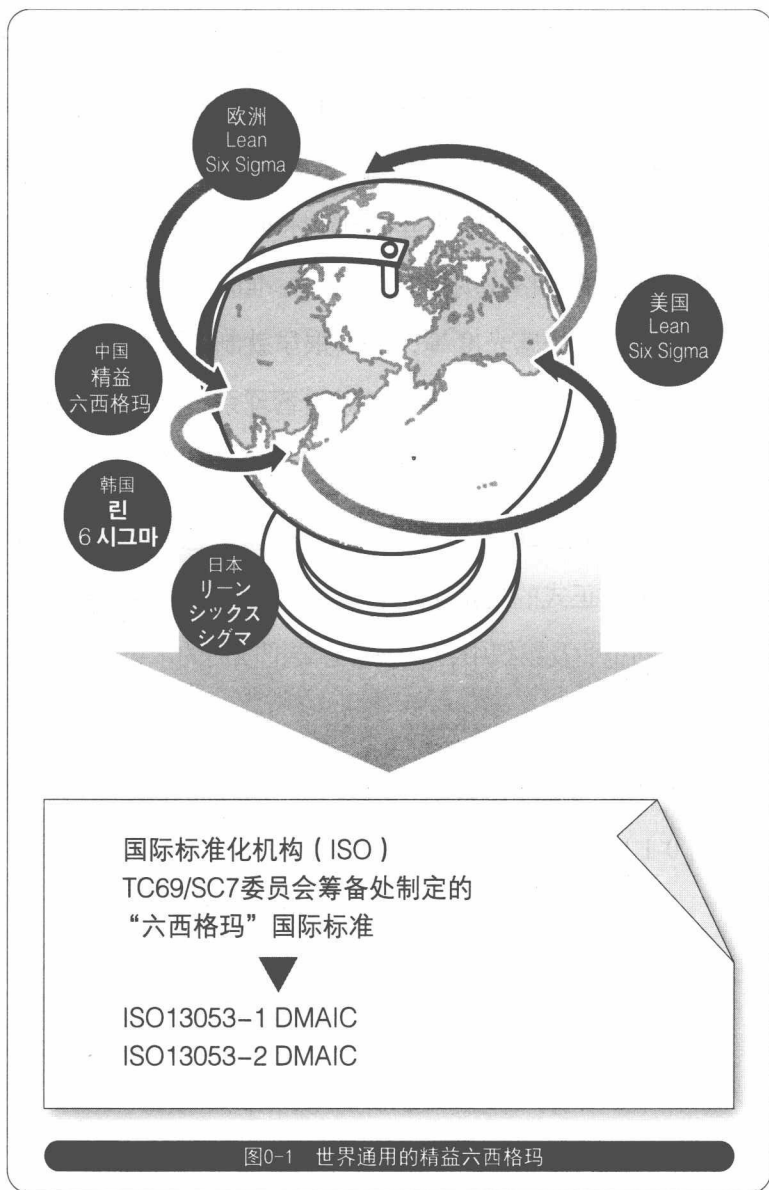 欧洲
Lean
Six Sigma
美国
Lean
Six Sigma
中国
精益
六西格玛
韩国
린
6 시그마
日本
リーン
シックス
シグマ
国际标准化机构（ISO）
TC69/SC7委员会筹备处制定的
“六西格玛”国际标准
ISO13053-1 DMAIC
ISO13053-2 DMAIC
图0-1 世界通用的精益六西格玛